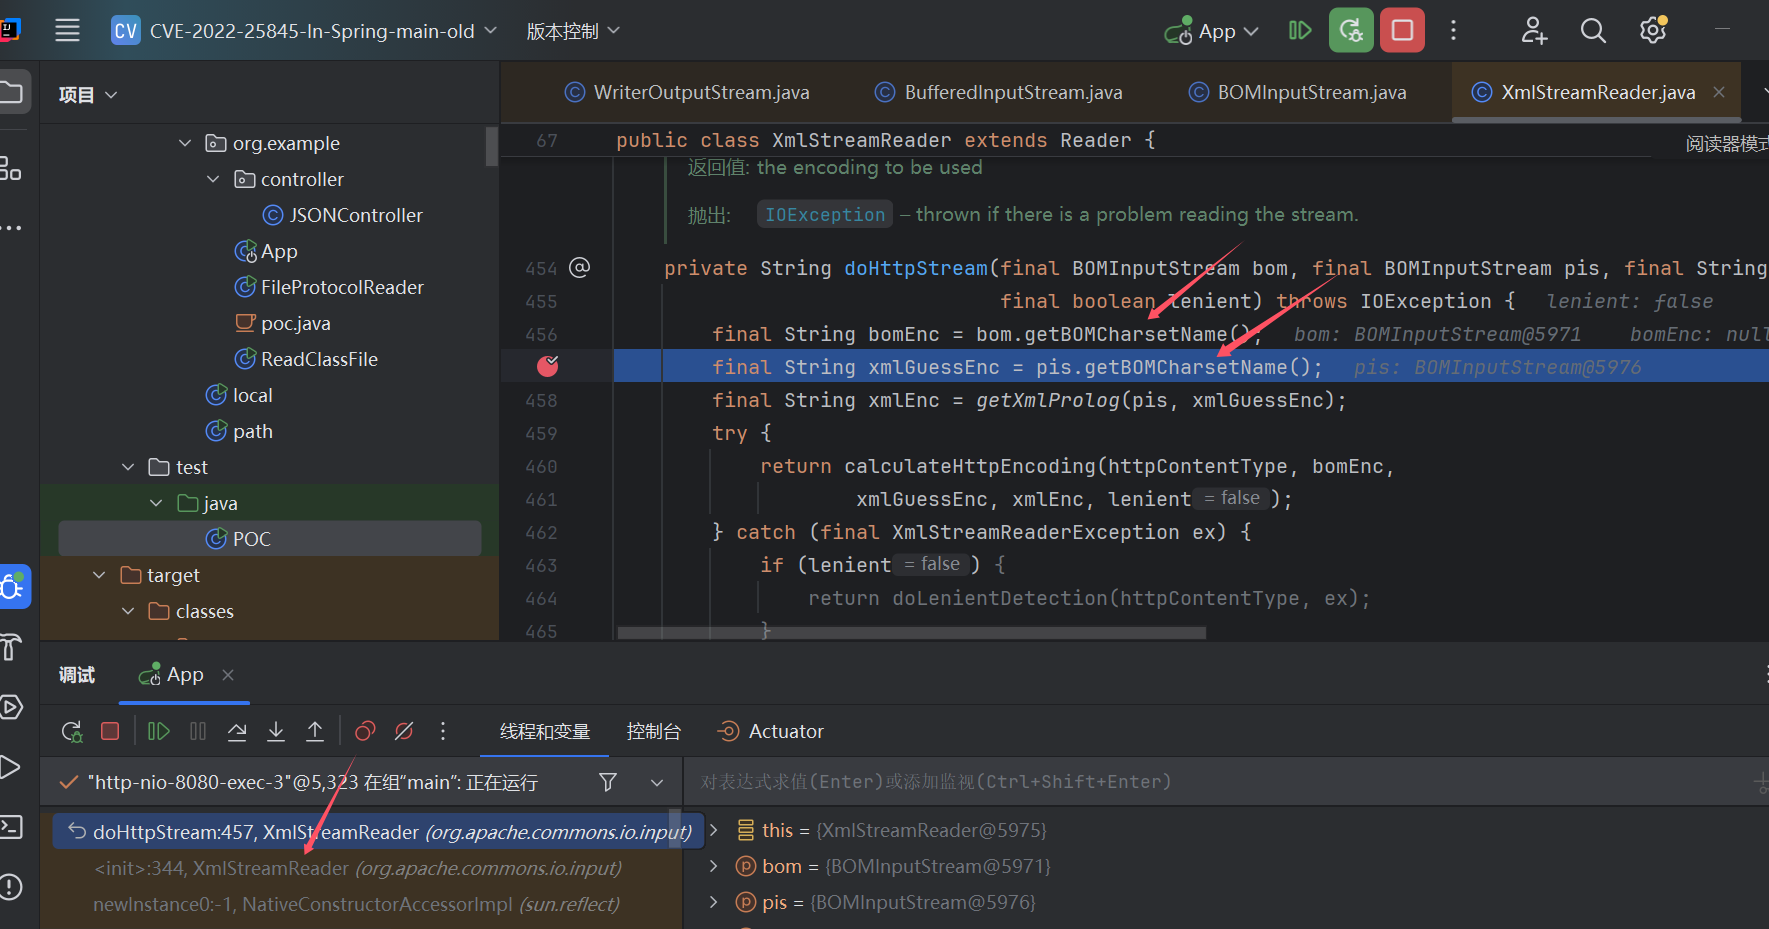 CV CVE-2022-25845-In-Spring-main-old 版本控制 App
项目
WriterOutputStream.java BufferedInputStream.java BOMInputStream.java XmlStreamReader.java
org.example
controller
JSONController
App
FileProtocolReader
poc.java
ReadClassFile
local
path
test
java
POC
target
classes
67 public class XmlStreamReader extends Reader {
阅读器模式
返回值: the encoding to be used
抛出: IOException – thrown if there is a problem reading the stream.
454 @ private String doHttpStream(final BOMInputStream bom, final BOMInputStream pis, final String
455 final boolean lenient) throws IOException { lenient: false
456 final String bomEnc = bom.getBOMCharsetName(); bom: BOMInputStream@5971 bomEnc: null
final String xmlGuessEnc = pis.getBOMCharsetName(); pis: BOMInputStream@5976
458 final String xmlEnc = getXmlProlog(pis, xmlGuessEnc);
459 try {
460 return calculateHttpEncoding(httpContentType, bomEnc,
461 xmlGuessEnc, xmlEnc, lenient = false );
462 } catch (final XmlStreamReaderException ex) {
463 if (lenient = false ) {
464 return doLenientDetection(httpContentType, ex);
465 }
调试 App
线程和变量 控制台 Actuator
"http-nio-8080-exec-3"@5,323 在组“main”: 正在运行
对表达式求值(Enter)或添加监视(Ctrl+Shift+Enter)
doHttpStream:457, XmlStreamReader (org.apache.commons.io.input)
<init>:344, XmlStreamReader (org.apache.commons.io.input)
newInstance0:-1, NativeConstructorAccessorImpl (sun.reflect)
this = {XmlStreamReader@5975}
bom = {BOMInputStream@5971}
pis = {BOMInputStream@5976}